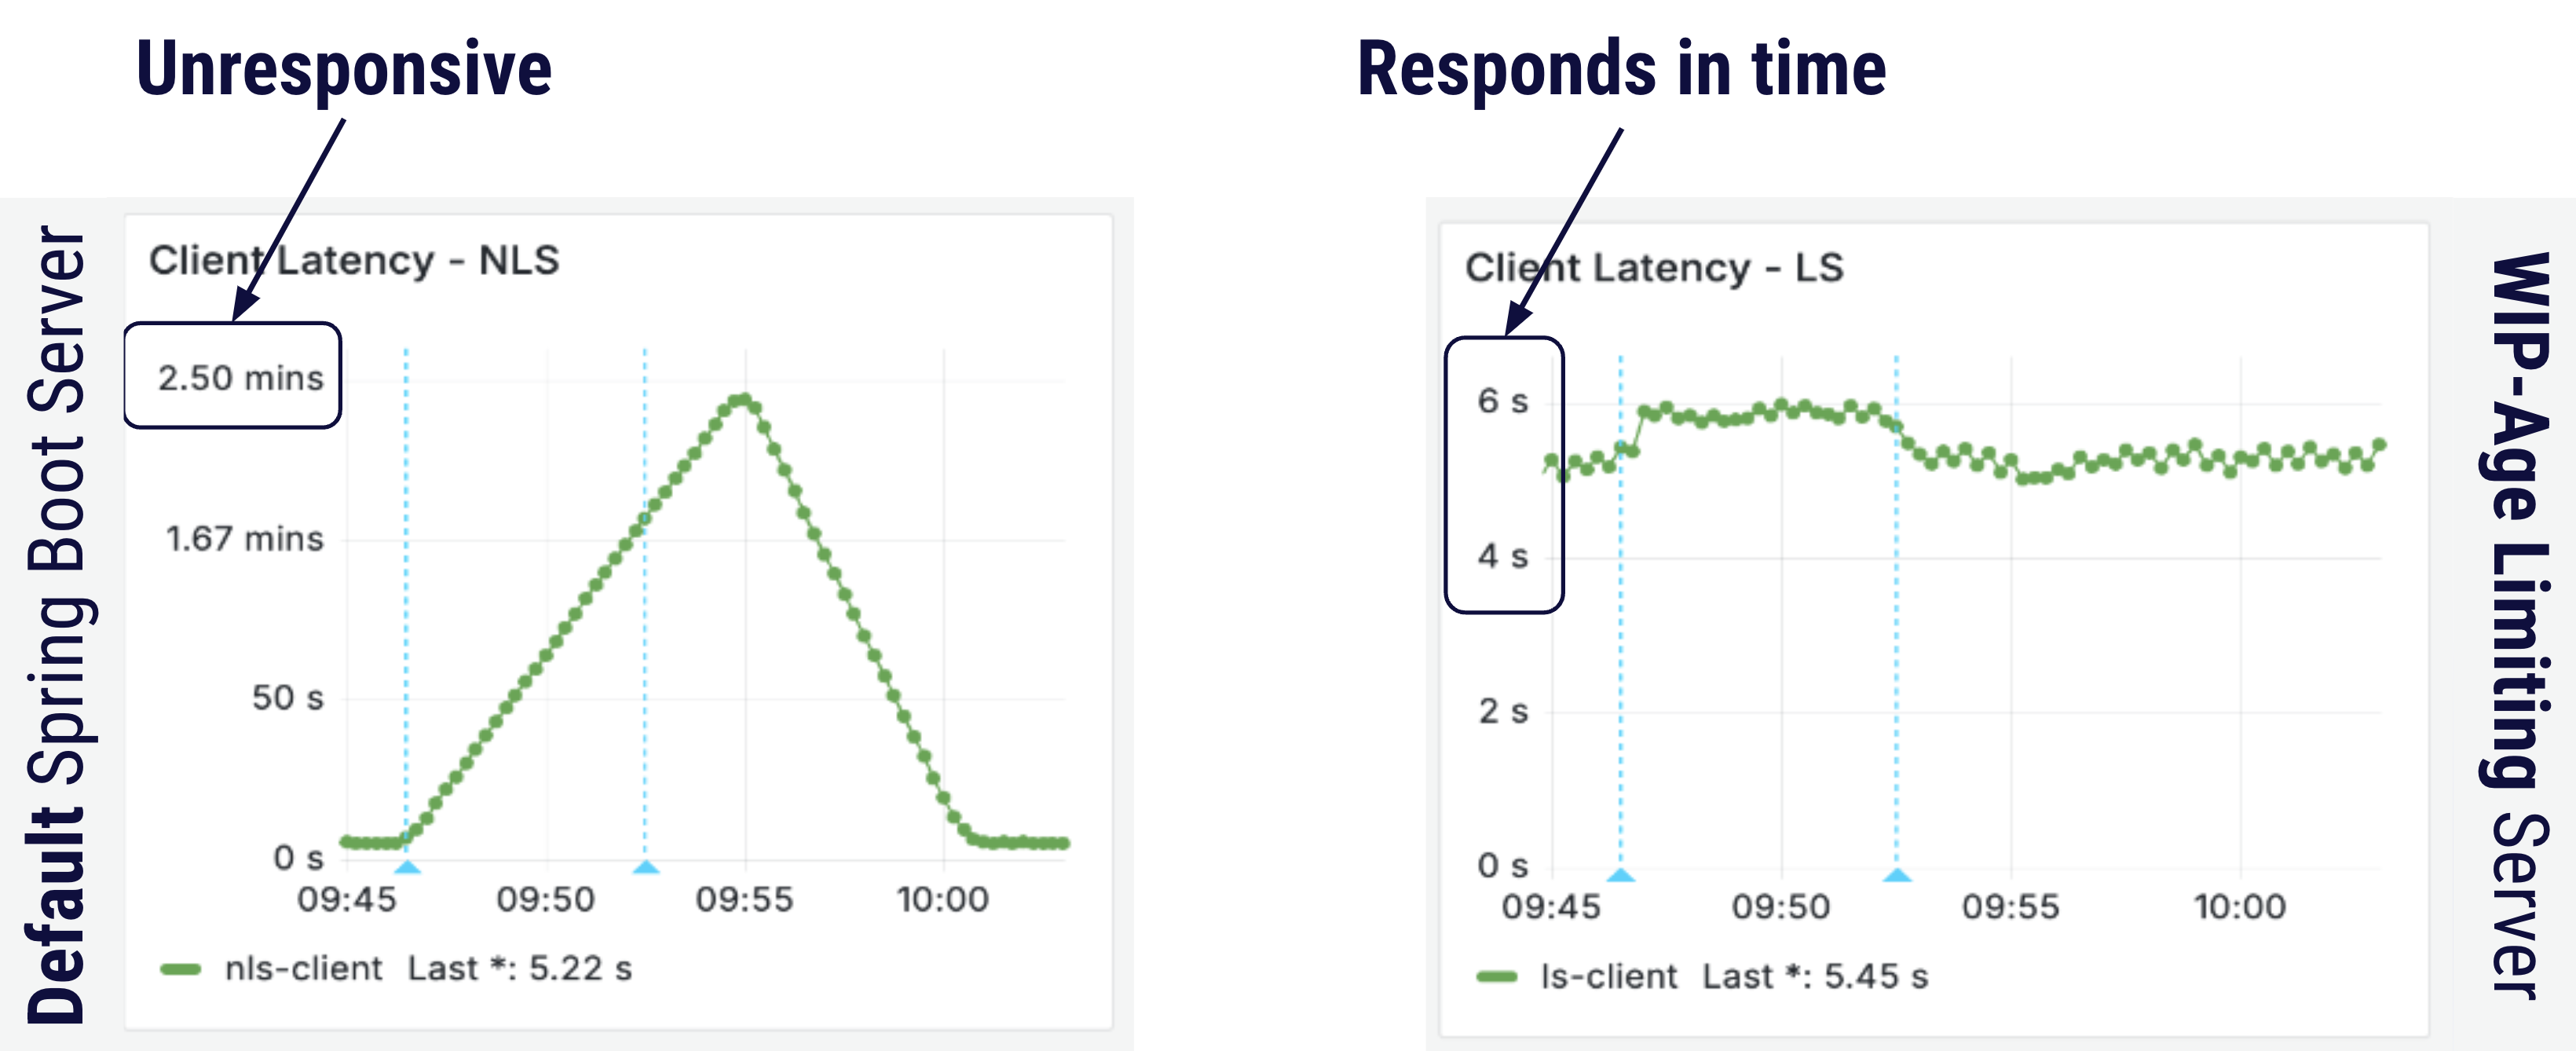 Unresponsive
Responds in time
Default Spring Boot Server
Client Latency - NLS
2.50 mins
1.67 mins
50 s
0 s
09:45 09:50 09:55 10:00
nls-client Last *: 5.22 s
Client Latency - LS
6 s
4 s
2 s
0 s
09:45 09:50 09:55 10:00
ls-client Last *: 5.45 s
WIP-Age Limiting Server